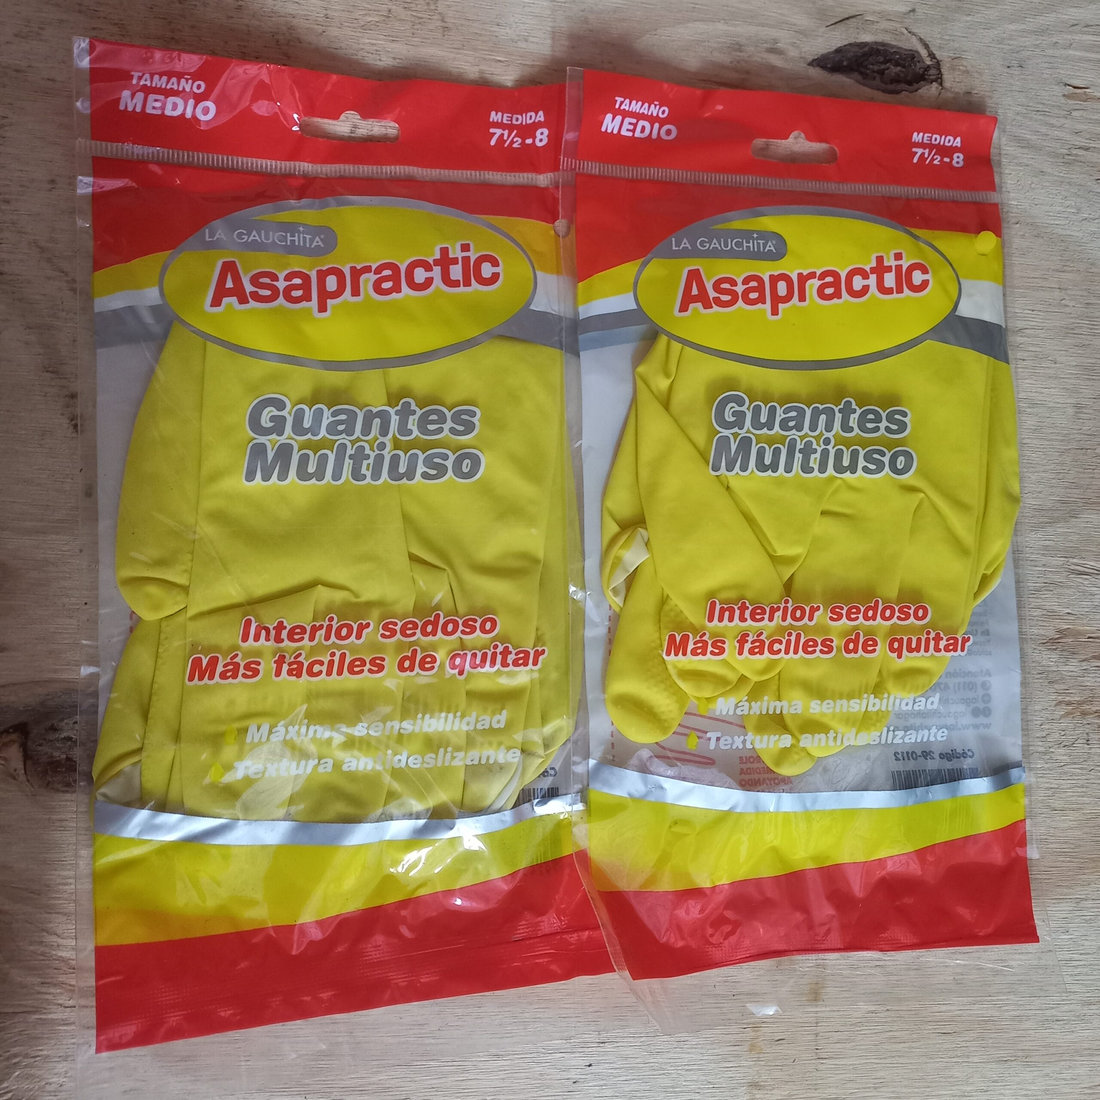 TAMAÑO
MEDIO
MEDIDA
7½-8
LA GAUCHITA
Asapractic
Guantes
Multiuso
Interior sedoso
Más fáciles de quitar
Máxima sensibilidad
Textura antideslizante
TAMAÑO
MEDIO
MEDIDA
7½-8
LA GAUCHITA
Asapractic
Guantes
Multiuso
Interior sedoso
Más fáciles de quitar
Máxima sensibilidad
Textura antideslizante
Código 29-0112